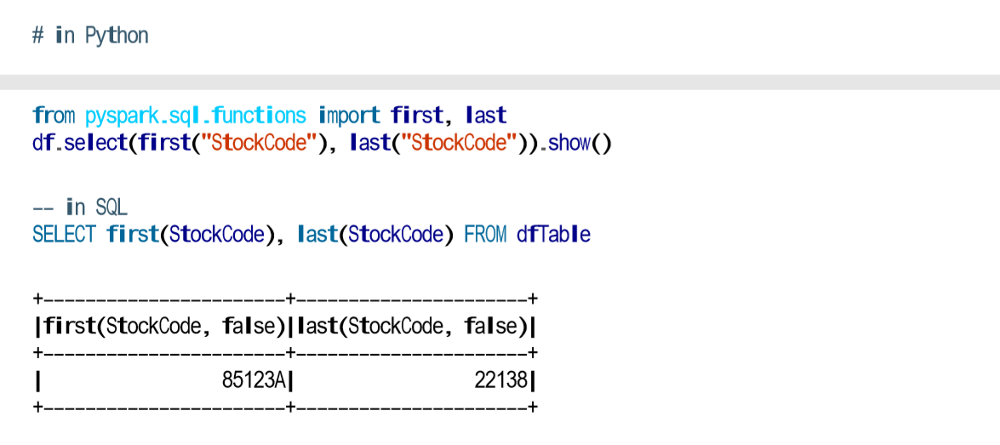 # in Python
from pyspark.sql.functions import first, last
df.select(first("StockCode"), last("StockCode")).show()
-- in SQL
SELECT first(StockCode), last(StockCode) FROM dfTable
+-----------------------+----------------------+
|first(StockCode, false)|last(StockCode, false)|
+-----------------------+----------------------+
|                 85123A|                 22138|
+-----------------------+----------------------+